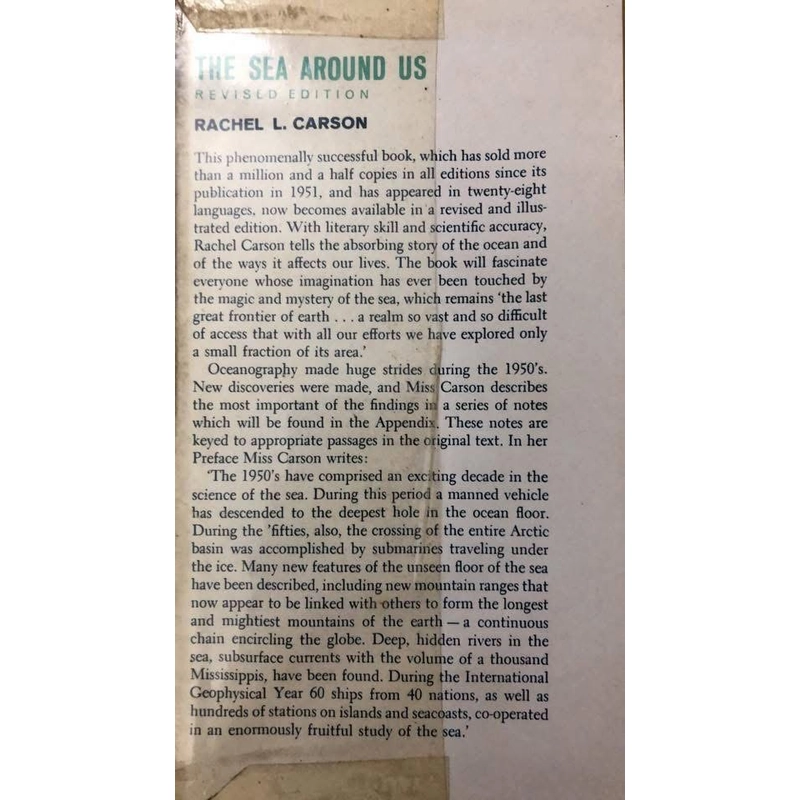 THE SEA AROUND US
REVISED EDITION
RACHEL L. CARSON
This phenomenally successful book, which has sold more
than a million and a half copies in all editions since its
publication in 1951, and has appeared in twenty-eight
languages, now becomes available in a revised and illus-
trated edition. With literary skill and scientific accuracy,
Rachel Carson tells the absorbing story of the ocean and
of the ways it affects our lives. The book will fascinate
everyone whose imagination has ever been touched by
the magic and mystery of the sea, which remains ‘the last
great frontier of earth . . . a realm so vast and so difficult
of access that with all our efforts we have explored only
a small fraction of its area.’
Oceanography made huge strides during the 1950’s.
New discoveries were made, and Miss Carson describes
the most important of the findings in a series of notes
which will be found in the Appendix. These notes are
keyed to appropriate passages in the original text. In her
Preface Miss Carson writes:
‘The 1950’s have comprised an exciting decade in the
science of the sea. During this period a manned vehicle
has descended to the deepest hole in the ocean floor.
During the ’fifties, also, the crossing of the entire Arctic
basin was accomplished by submarines traveling under
the ice. Many new features of the unseen floor of the sea
have been described, including new mountain ranges that
now appear to be linked with others to form the longest
and mightiest mountains of the earth — a continuous
chain encircling the globe. Deep, hidden rivers in the
sea, subsurface currents with the volume of a thousand
Mississippis, have been found. During the International
Geophysical Year 60 ships from 40 nations, as well as
hundreds of stations on islands and seacoasts, co-operated
in an enormously fruitful study of the sea.’